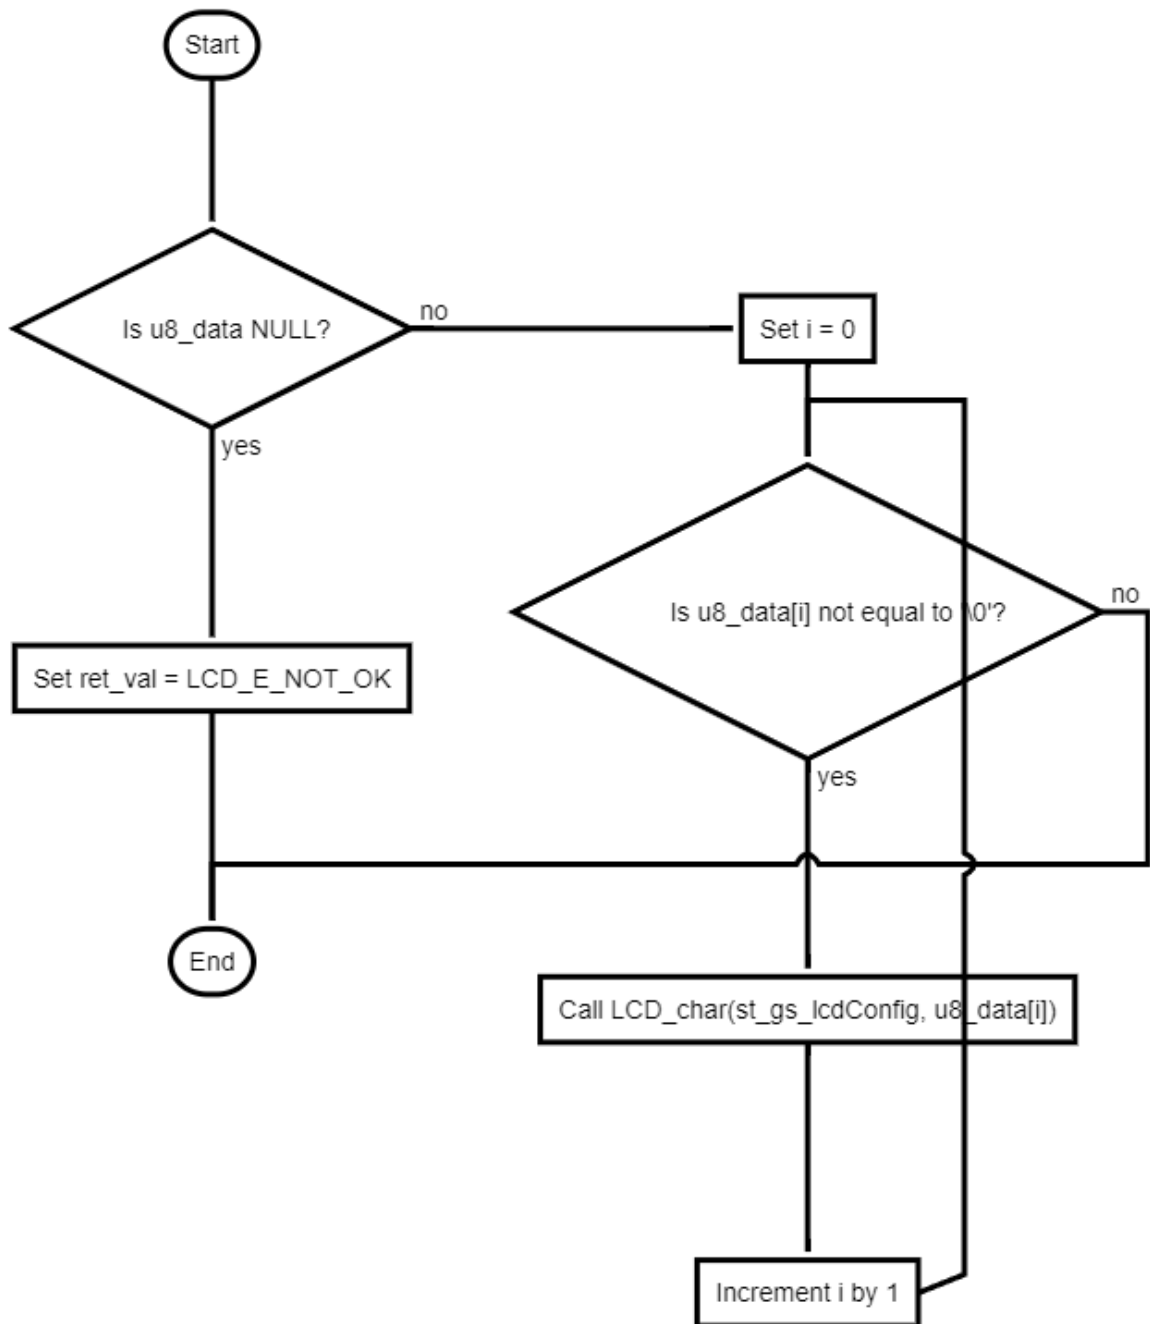 Start
Is u8_data NULL?
no
Set i = 0
yes
Is u8_data[i] not equal to '\0'?
no
Set ret_val = LCD_E_NOT_OK
yes
End
Call LCD_char(st_gs_lcdConfig, u8_data[i])
Increment i by 1